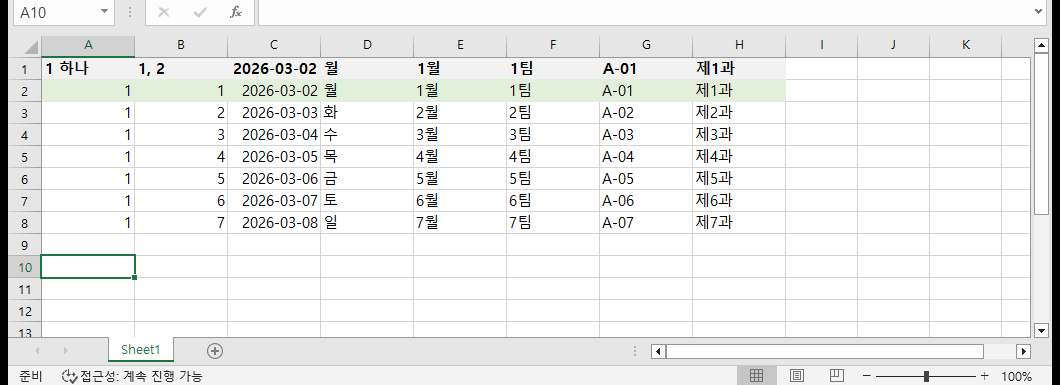 A10 fx
A B C D E F G H I J K
1 1 하나 1, 2 2026-03-02 월 1월 1팀 A-01 제1과
2 1 1 2026-03-02 월 1월 1팀 A-01 제1과
3 1 2 2026-03-03 화 2월 2팀 A-02 제2과
4 1 3 2026-03-04 수 3월 3팀 A-03 제3과
5 1 4 2026-03-05 목 4월 4팀 A-04 제4과
6 1 5 2026-03-06 금 5월 5팀 A-05 제5과
7 1 6 2026-03-07 토 6월 6팀 A-06 제6과
8 1 7 2026-03-08 일 7월 7팀 A-07 제7과
9
10
11
12
13
Sheet1
준비 접근성: 계속 진행 가능 100%